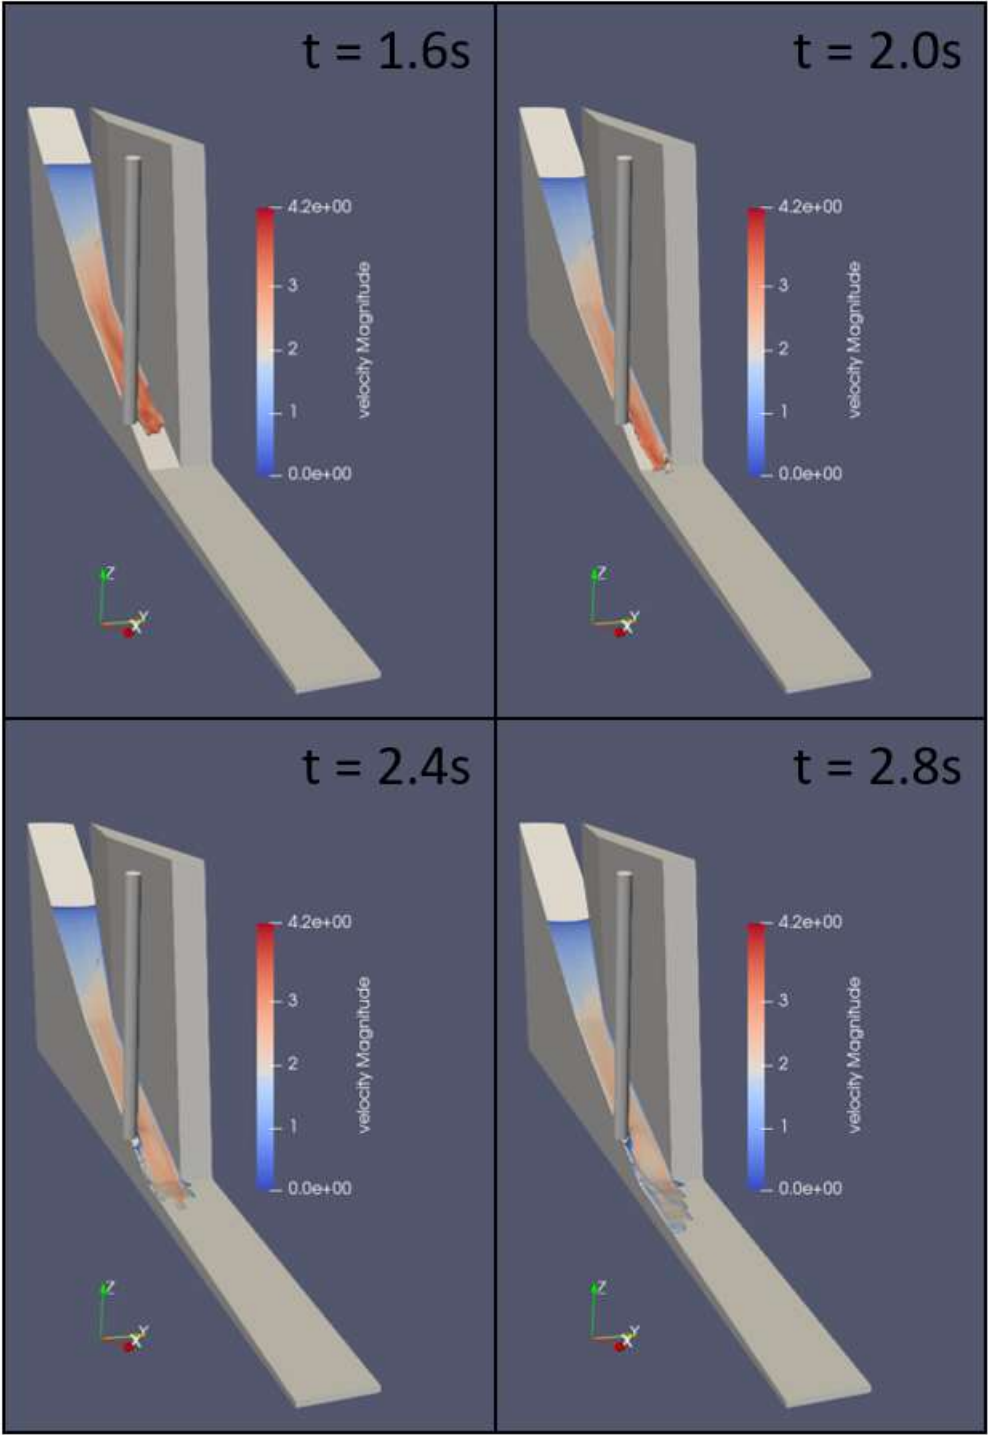 t = 1.6s
4.2e+00
3
2
1
0.0e+00
velocity Magnitude
Z
Y
X
t = 2.0s
4.2e+00
3
2
1
0.0e+00
velocity Magnitude
Z
Y
X
t = 2.4s
4.2e+00
3
2
1
0.0e+00
velocity Magnitude
Z
Y
X
t = 2.8s
4.2e+00
3
2
1
0.0e+00
velocity Magnitude
Z
Y
X